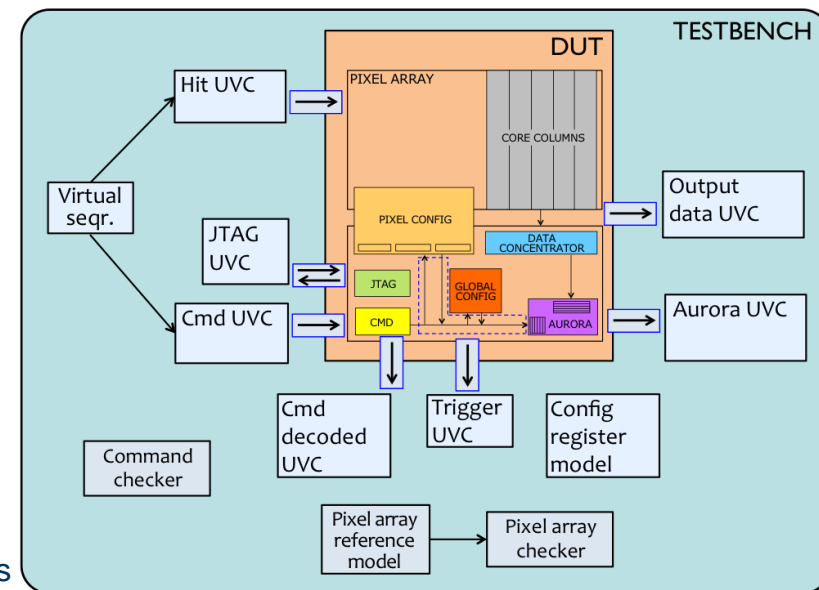 TESTBENCH
DUT
Hit UVC
PIXEL ARRAY
CORE COLUMNS
Virtual
seqr.
PIXEL CONFIG
Output
data UVC
JTAG
UVC
DATA
CONCENTRATOR
JTAG
GLOBAL
CONFIG
Cmd UVC
CMD
AURORA
Aurora UVC
Cmd
decoded
UVC
Trigger
UVC
Config
register
model
Command
checker
Pixel array
reference
model
Pixel array
checker
s